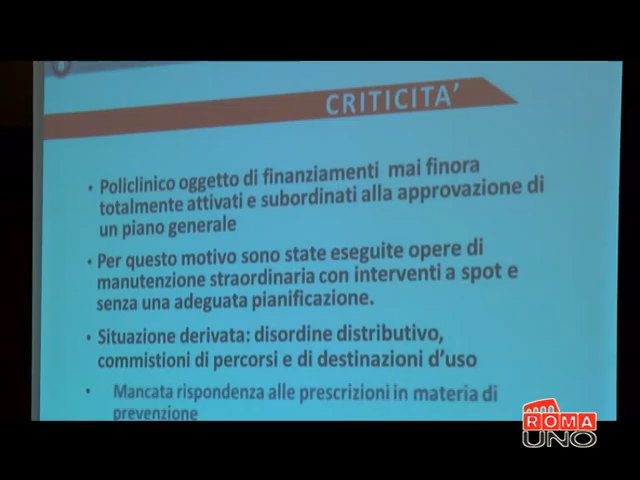 CRITICITA’
• Policlinico oggetto di finanziamenti mai finora
totalmente attivati e subordinati alla approvazione di
un piano generale
• Per questo motivo sono state eseguite opere di
manutenzione straordinaria con interventi a spot e
senza una adeguata pianificazione.
• Situazione derivata: disordine distributivo,
commistioni di percorsi e di destinazioni d’uso
• Mancata rispondenza alle prescrizioni in materia di
prevenzione
ROMA
UNO